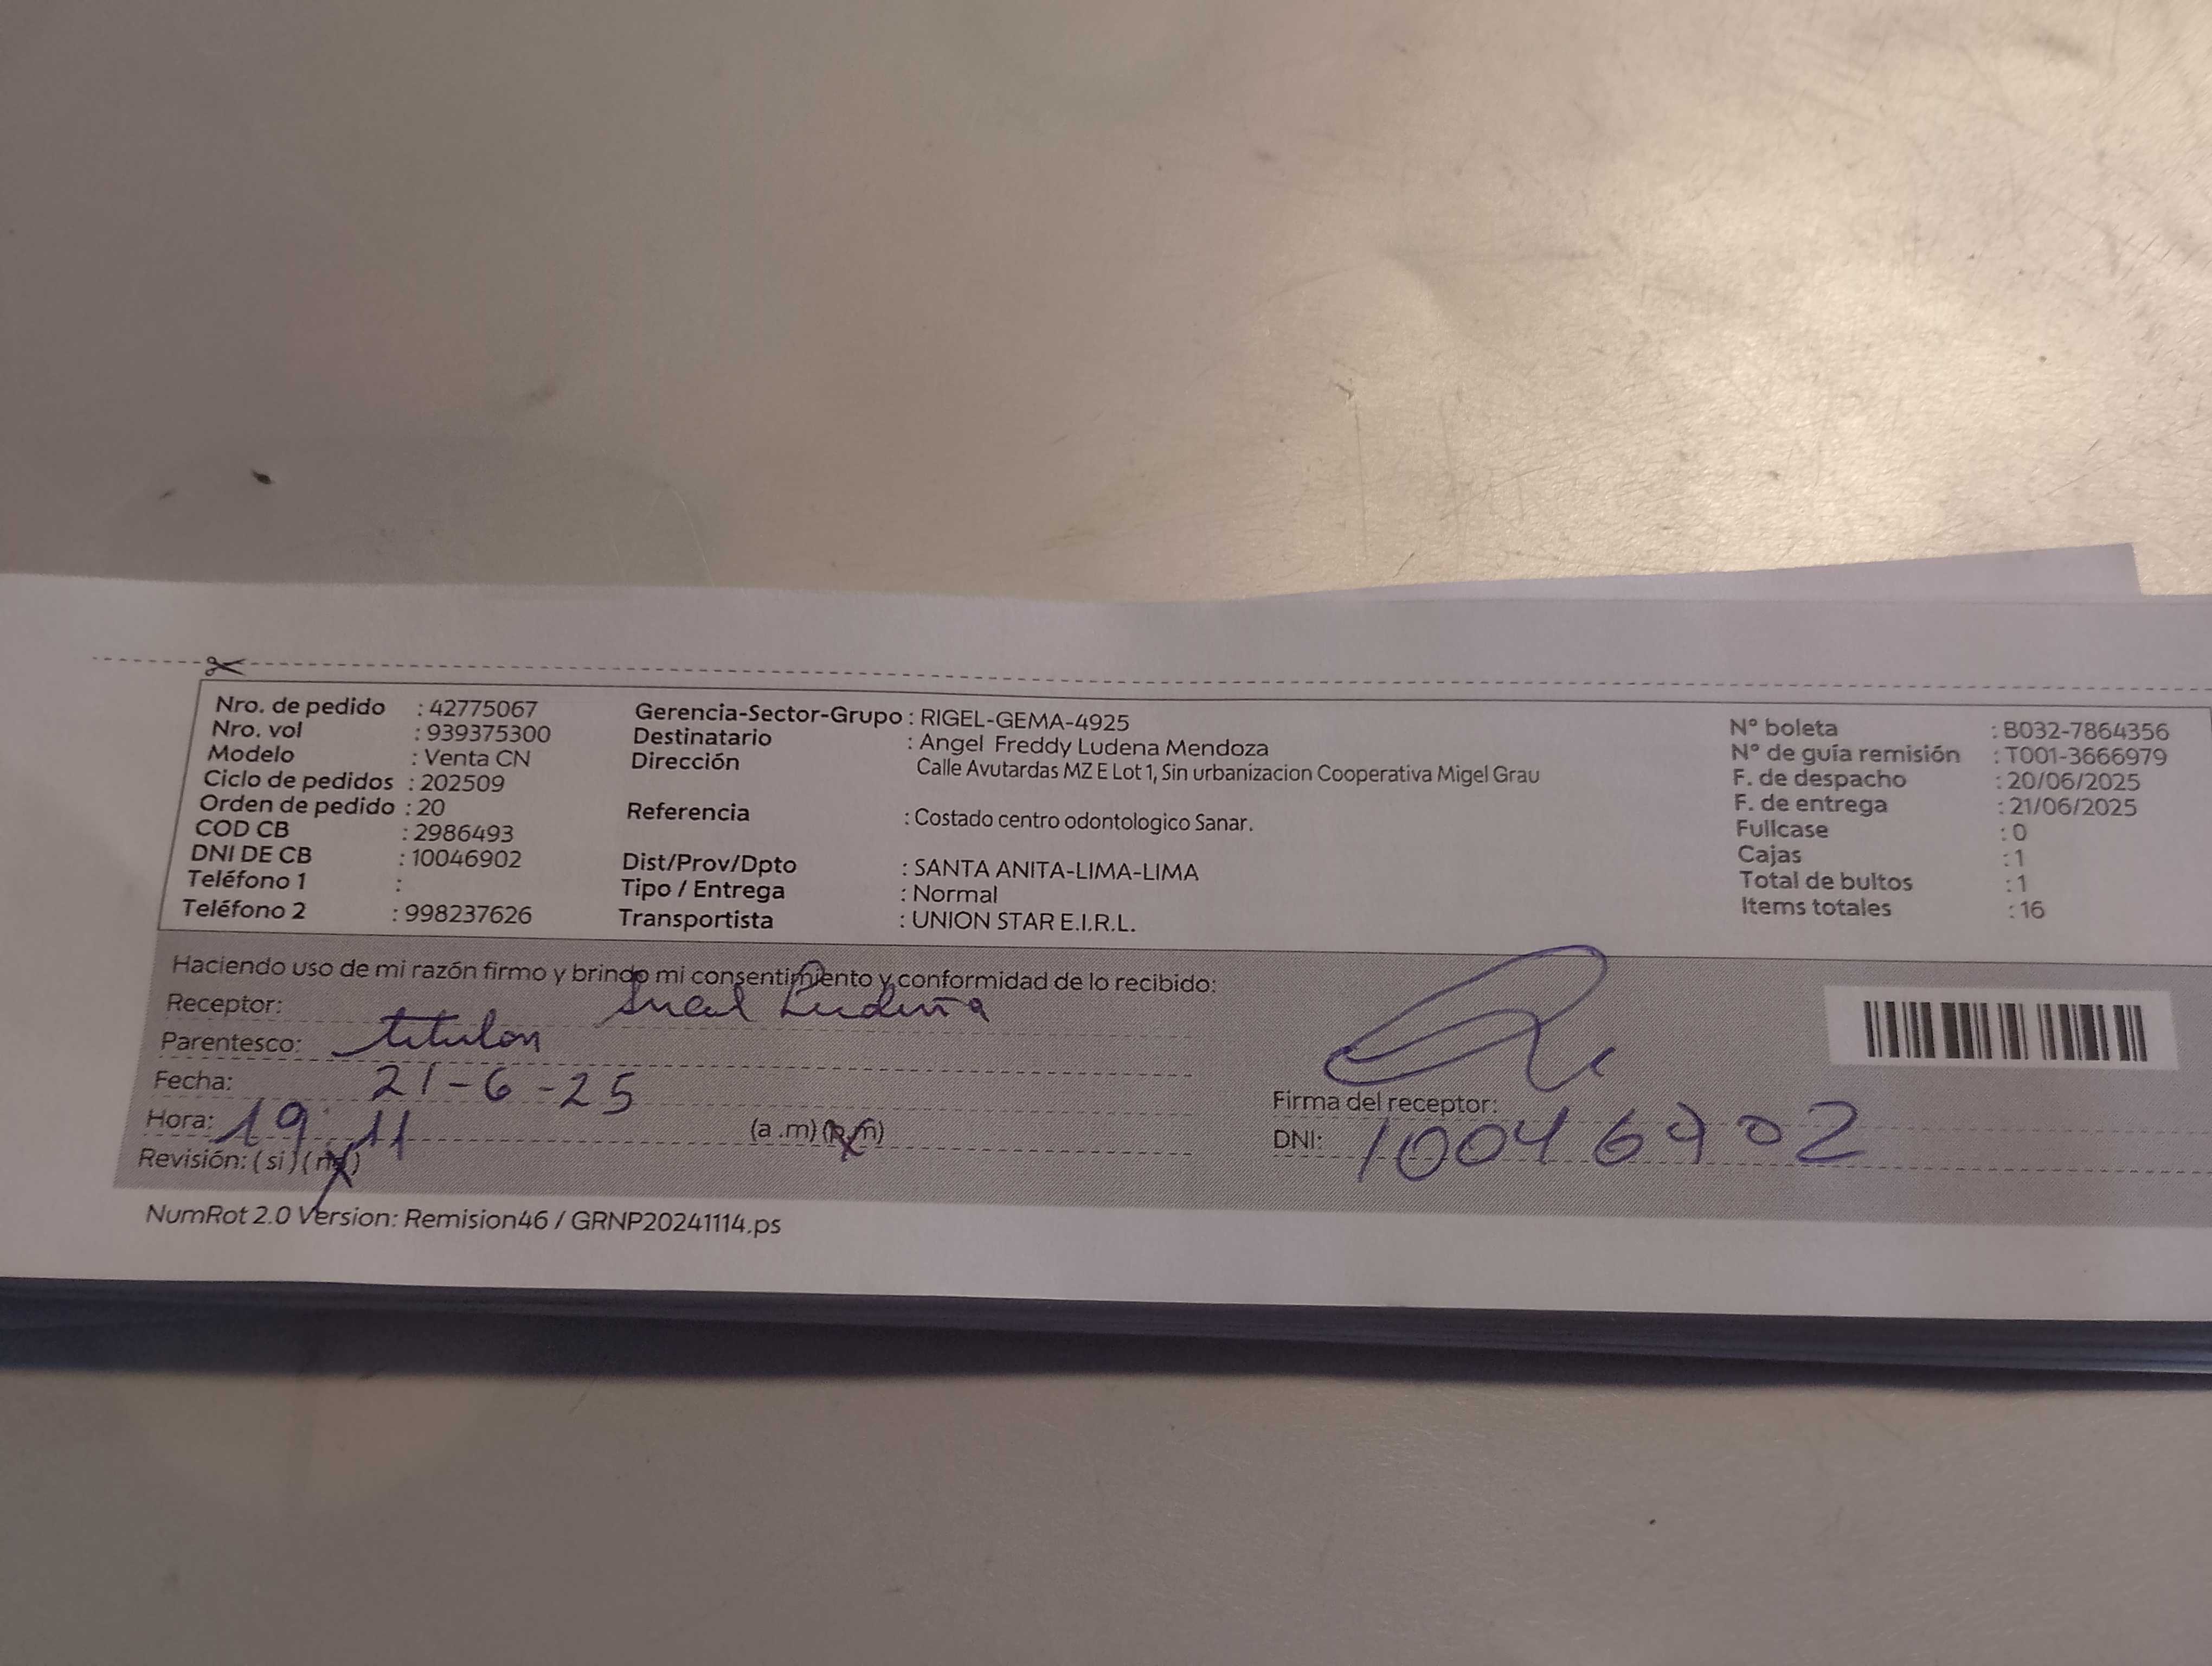 Nro. de pedido : 42775067
Nro. vol : 939375300
Modelo : Venta CN
Ciclo de pedidos : 202509
Orden de pedido : 20
COD CB : 2986493
DNI DE CB : 10046902
Teléfono 1 :
Teléfono 2 : 998237626
Gerencia-Sector-Grupo : RIGEL-GEMA-4925
Destinatario : Angel Freddy Ludena Mendoza
Dirección Calle Avutardas MZ E Lot 1, Sin urbanizacion Cooperativa Migel Grau
Referencia : Costado centro odontologico Sanar.
Dist/Prov/Dpto : SANTA ANITA-LIMA-LIMA
Tipo / Entrega : Normal
Transportista : UNION STAR E.I.R.L.
N° boleta : B032-7864356
N° de guía remisión : T001-3666979
F. de despacho : 20/06/2025
F. de entrega : 21/06/2025
Fullcase : 0
Cajas : 1
Total de bultos : 1
Items totales : 16
Haciendo uso de mi razón firmo y brindo mi consentimiento y conformidad de lo recibido:
Receptor: Ludeña
Parentesco: titular
Fecha: 21-6-25
Hora: 19:11 (a.m) (p.m)
Revisión: (si) (no)
Firma del receptor:
DNI: 10046902
NumRot 2.0 Version: Remision46 / GRNP20241114.ps